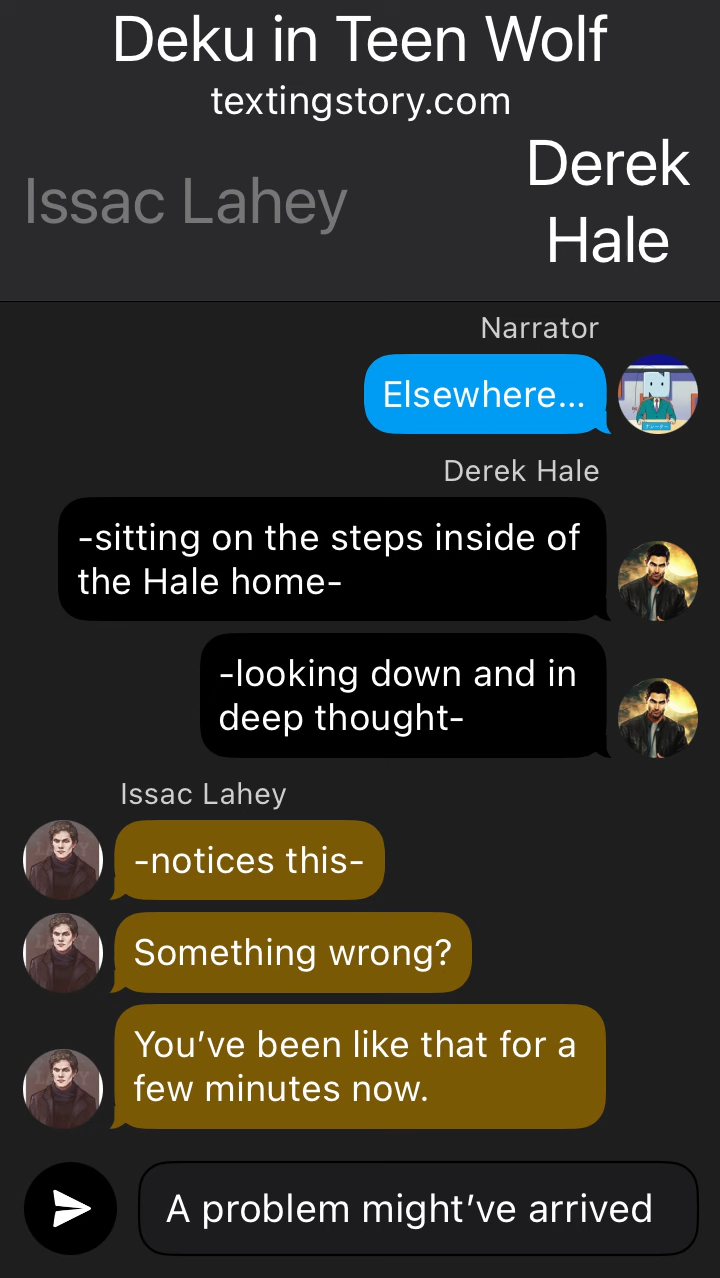 Deku in Teen Wolf
textingstory.com
Issac Lahey
Derek
Hale
Narrator
Elsewhere...
Derek Hale
-sitting on the steps inside of
the Hale home-
-looking down and in
deep thought-
Issac Lahey
-notices this-
Something wrong?
You’ve been like that for a
few minutes now.
A problem might’ve arrived